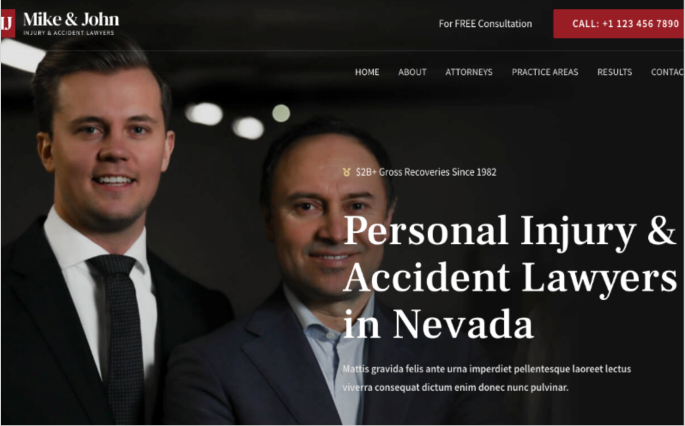 Mike & John
INJURY & ACCIDENT LAWYERS
For FREE Consultation
CALL: +1 123 456 7890
HOME ABOUT ATTORNEYS PRACTICE AREAS RESULTS CONTAC
$2B+ Gross Recoveries Since 1982
Personal Injury &
Accident Lawyers
in Nevada
Mattis gravida felis ante urna imperdiet pellentesque laoreet lectus
viverra consequat dictum enim donec nunc pulvinar.